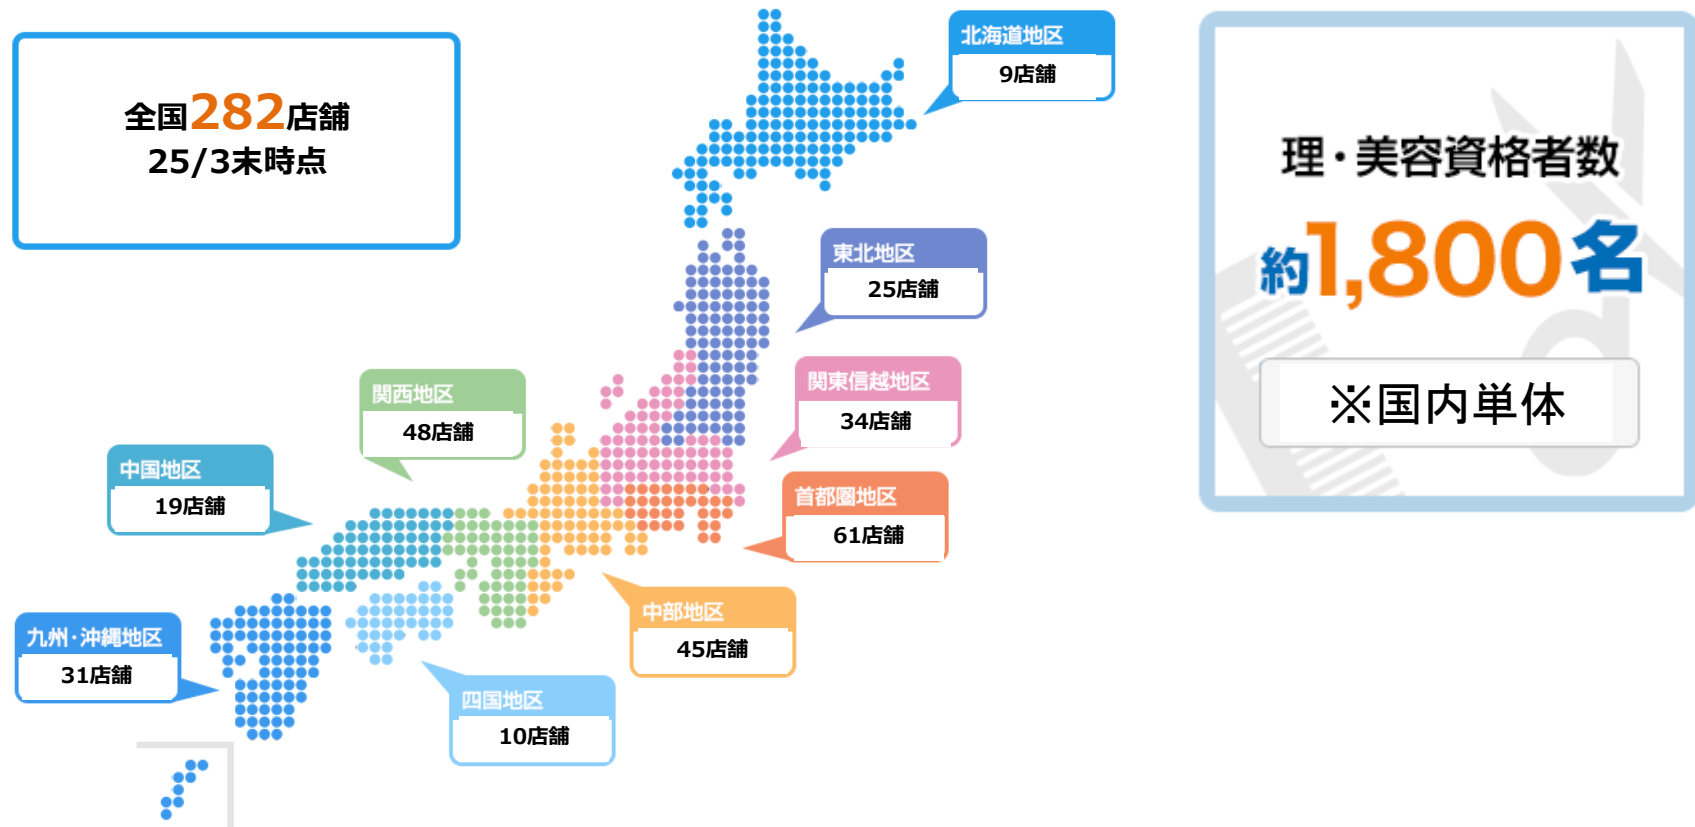 全国282店舗
25/3末時点
北海道地区
9店舗
東北地区
25店舗
関東信越地区
34店舗
関西地区
48店舗
中国地区
19店舗
首都圏地区
61店舗
中部地区
45店舗
九州・沖縄地区
31店舗
四国地区
10店舗
理・美容資格者数
約1,800名
※国内単体